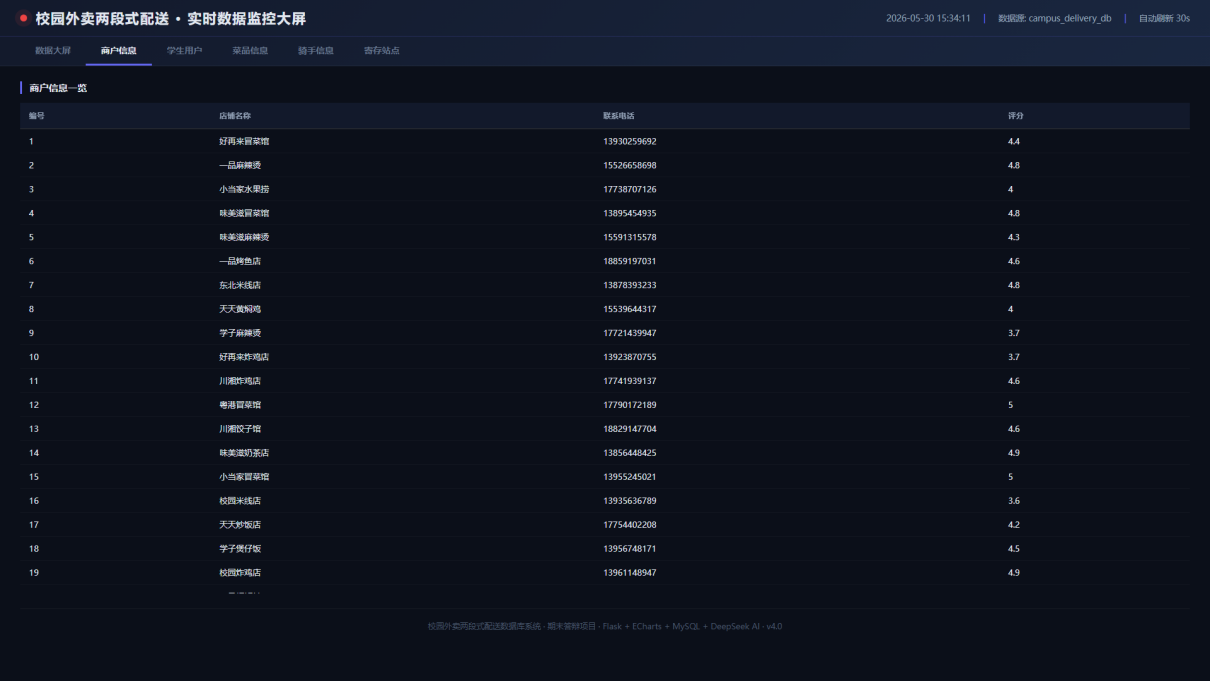 校园外卖两段式配送 • 实时数据监控大屏
2026-05-30 15:34:11 | 数据源: campus_delivery_db | 自动刷新 30s
数据大屏 商户信息 学生用户 菜品信息 骑手信息 寄存站点
商户信息一览
编号 店铺名称 联系电话 评分
1 好再来冒菜馆 13930259692 4.4
2 一品麻辣烫 15526658698 4.8
3 小当家水果捞 17738707126 4
4 味美滋冒菜馆 13895454935 4.8
5 味美滋麻辣烫 15591315578 4.3
6 一品烤鱼店 18859197031 4.6
7 东北米线店 13878393233 4.8
8 天天黄焖鸡 15539644317 4
9 学子麻辣烫 17721439947 3.7
10 好再来炸鸡店 13923870755 3.7
11 川湘炸鸡店 17741939137 4.6
12 粤港冒菜馆 17790172189 5
13 川湘饺子馆 18829147704 4.6
14 味美滋奶茶店 13856448425 4.9
15 小当家冒菜馆 13955245021 5
16 校园米线店 13935636789 3.6
17 天天炒饭店 17754402208 4.2
18 学子煲仔饭 13956748171 4.5
19 校园炸鸡店 13961148947 4.9
校园外卖两段式配送数据库系统 · 期末答辩项目 · Flask + ECharts + MySQL + DeepSeek AI · v4.0